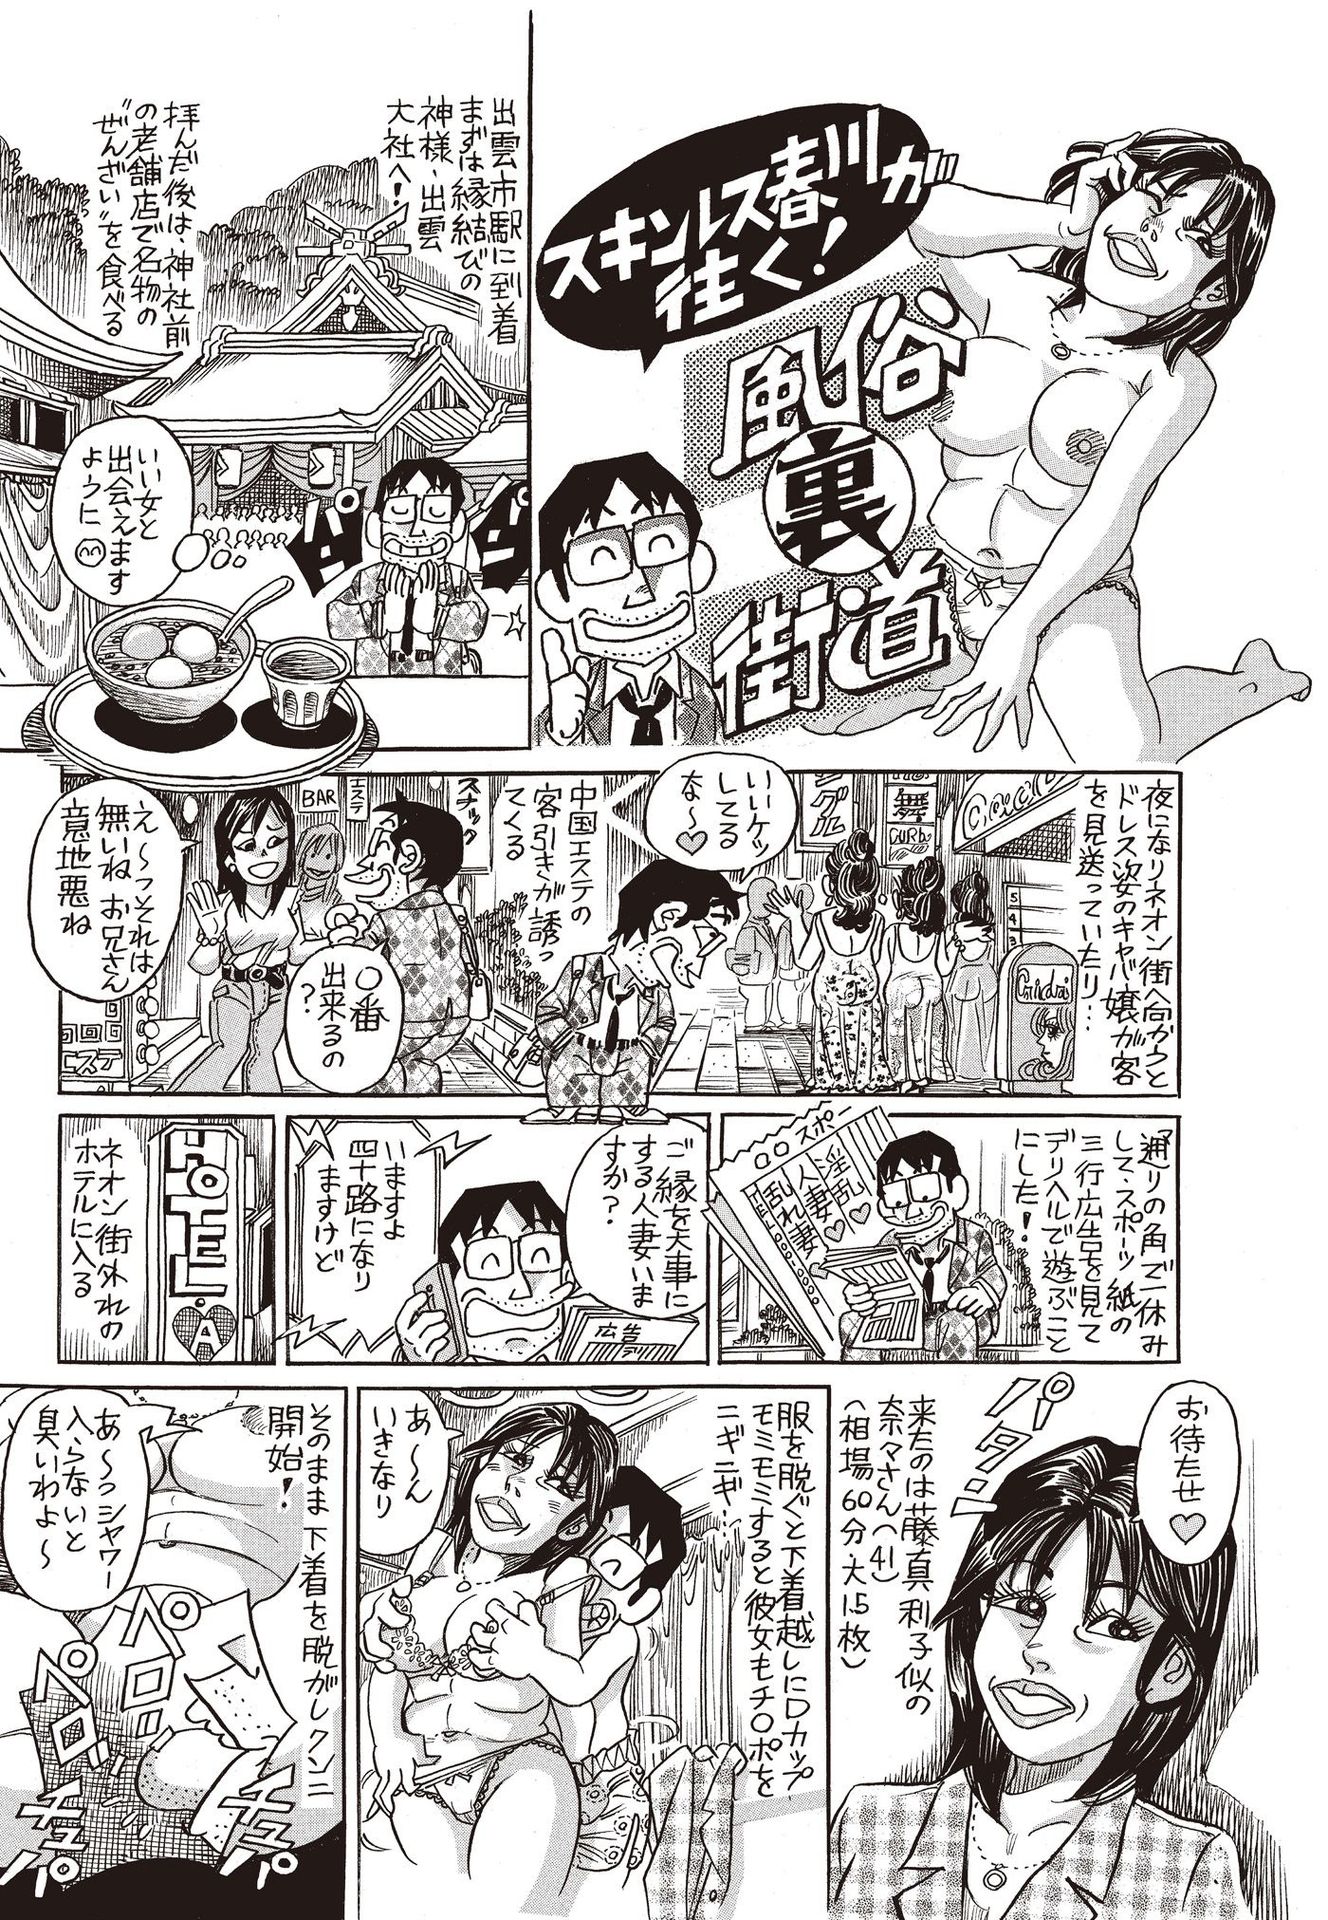 スキンレス春川が
往く!
風俗
裏
街道
出雲市駅に到着
まずは縁結びの
神様、出雲
大社へ!
拝んだ後は、神社前
の老舗店で名物の
“ぜんざい”を食べる
パン
パン
いい女と
出会えます
ように
夜になりネオン街へ向かうと
ドレス姿のキャバ嬢が客
を見送っていたり…
いいケツ
してる
な〜♡
中国エステの
客引きが誘っ
てくる
スナック
エステ
BAR
〇番
出来るの
?
え〜っそれは
無いね お兄さん
意地悪ね
エステ
通りの角で一休み
して、スポーツ紙の
三行広告を見て
デリヘルで遊ぶこと
にした!
〇〇スポー
淫乱♡
人妻♡
乱れ妻
ご縁を大事に
する人妻いま
すか?
広告
いますよ
四十路になり
ますけど
HOTEL
A
ネオン街外れの
ホテルに入る
お待たせ♡
パタン!
来たのは藤真利子似の
奈々さん(41)
(相場60分大1.5枚)
服を脱ぐと下着越しにDカップ
モミモミすると彼女もチ〇ポを
ニギニギ…
あ〜ん
いきなり
そのまま下着を脱がしクンニ
開始!
あ〜っシャワー
入らないと
臭いわよ〜
ペロッ
ペロッ
チュパ
チュパ